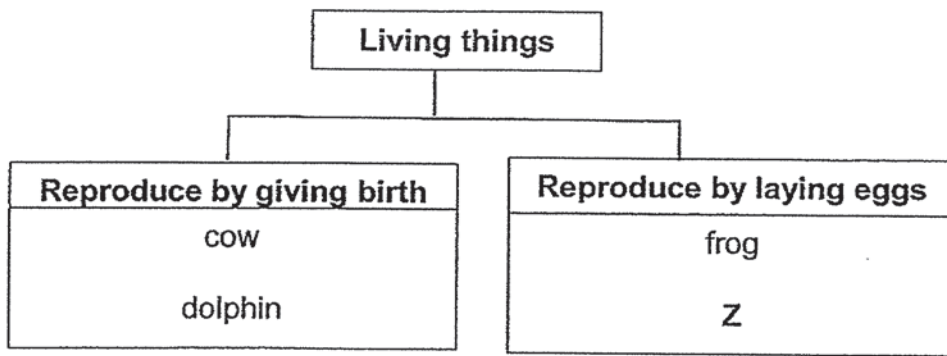 Living things
Reproduce by giving birth
cow
dolphin
Reproduce by laying eggs
frog
Z